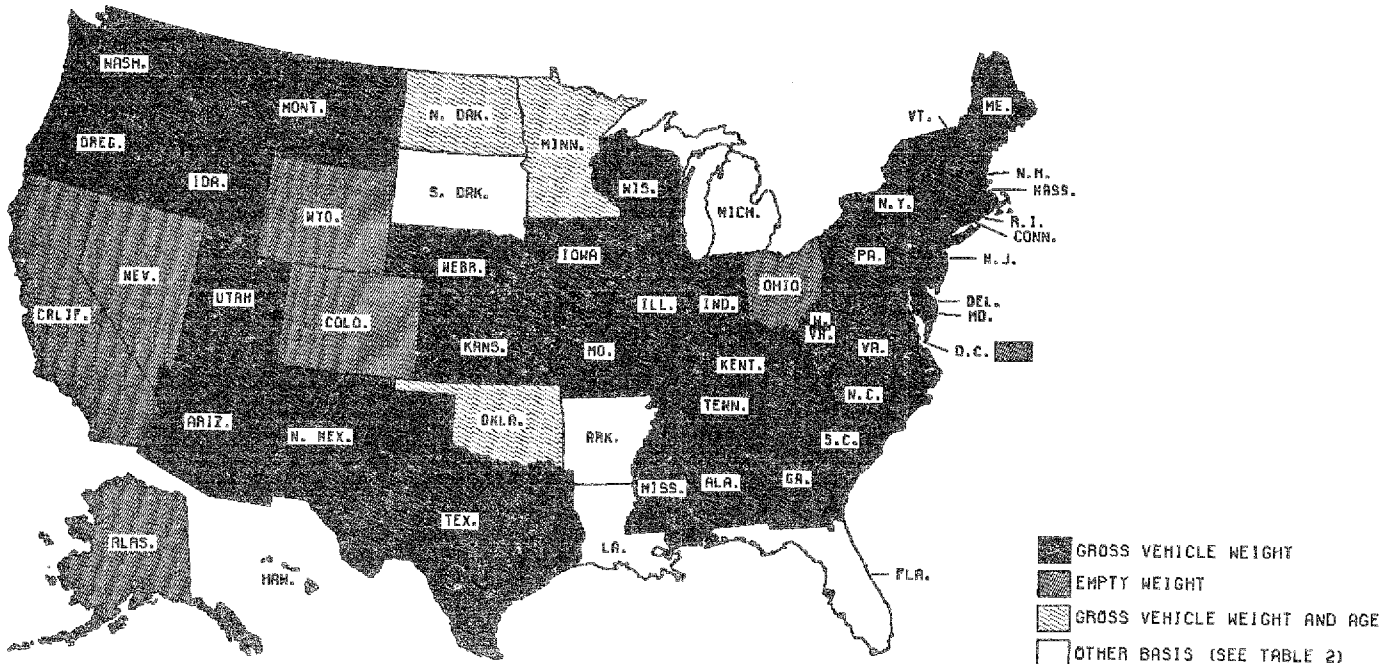 WASH.
MONT.
N. DAK.
MINN.
ME.
VT.
OREG.
IDA.
WYO.
S. DAK.
WIS.
MICH.
N.Y.
N.H.
MASS.
R.I.
CONN.
NEV.
UTAH
NEBR.
IOWA
ILL.
IND.
OHIO
PA.
N.J.
CALIF.
COLO.
KANS.
MO.
KENT.
W.
VA.
VA.
DEL.
MD.
D.C.
ARIZ.
N. MEX.
OKLA.
ARK.
TENN.
N.C.
S.C.
TEX.
LA.
MISS.
ALA.
GA.
FLA.
ALAS.
HAW.
GROSS VEHICLE WEIGHT
EMPTY WEIGHT
GROSS VEHICLE WEIGHT AND AGE
OTHER BASIS (SEE TABLE 2)